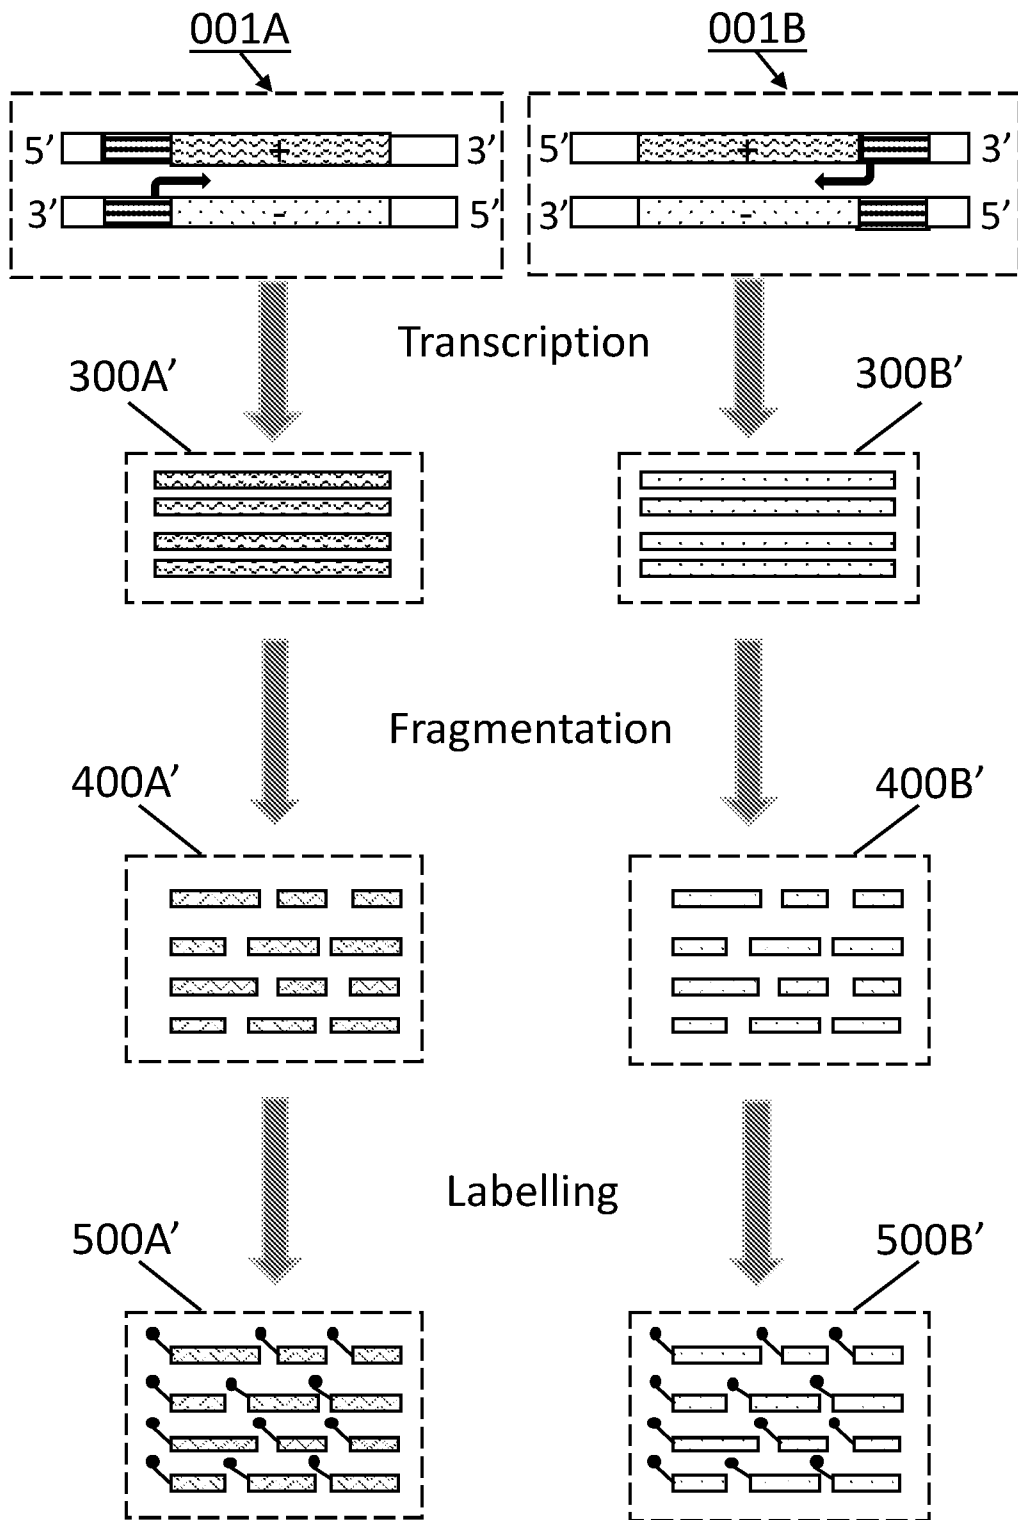 001A 001B
5’ + 3’ 5’ + 3’
3’ - 5’ 3’ - 5’
Transcription
300A’ 300B’
Fragmentation
400A’ 400B’
Labelling
500A’ 500B’